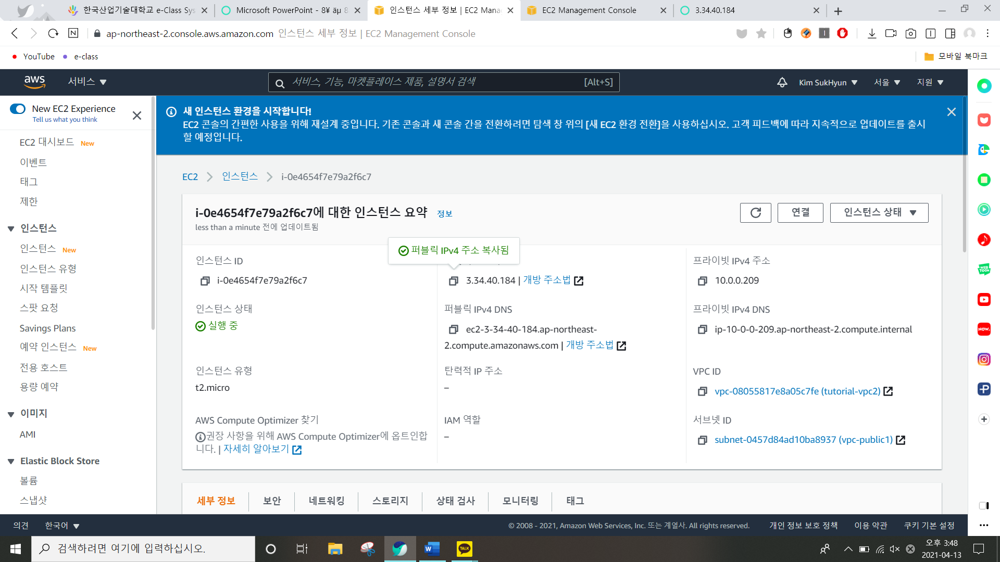 한국산업기술대학교 e-Class Sys
Microsoft PowerPoint - 8¥ äµ 8
인스턴스 세부 정보 | EC2 Mana
EC2 Management Console
3.34.40.184
ap-northeast-2.console.aws.amazon.com 인스턴스 세부 정보 | EC2 Management Console
YouTube
e-class
모바일 북마크
aws
서비스
서비스, 기능, 마켓플레이스 제품, 설명서 검색
[Alt+S]
Kim SukHyun
서울
지원
New EC2 Experience
Tell us what you think
새 인스턴스 환경을 시작합니다!
EC2 콘솔의 간편한 사용을 위해 재설계 중입니다. 기존 콘솔과 새 콘솔 간을 전환하려면 탐색 창 위의 [새 EC2 환경 전환]을 사용하십시오. 고객 피드백에 따라 지속적으로 업데이트를 출시
할 예정입니다.
EC2 대시보드 New
이벤트
태그
제한
인스턴스
인스턴스 New
인스턴스 유형
시작 템플릿
스팟 요청
Savings Plans
예약 인스턴스 New
전용 호스트
용량 예약
이미지
AMI
Elastic Block Store
볼륨
스냅샷
EC2
인스턴스
i-0e4654f7e79a2f6c7
i-0e4654f7e79a2f6c7에 대한 인스턴스 요약 정보
less than a minute 전에 업데이트됨
연결
인스턴스 상태
퍼블릭 IPv4 주소 복사됨
인스턴스 ID
i-0e4654f7e79a2f6c7
3.34.40.184 | 개방 주소법
프라이빗 IPv4 주소
10.0.0.209
인스턴스 상태
실행 중
퍼블릭 IPv4 DNS
ec2-3-34-40-184.ap-northeast-
2.compute.amazonaws.com | 개방 주소법
프라이빗 IPv4 DNS
ip-10-0-0-209.ap-northeast-2.compute.internal
인스턴스 유형
t2.micro
탄력적 IP 주소
–
VPC ID
vpc-08055817e8a05c7fe (tutorial-vpc2)
AWS Compute Optimizer 찾기
권장 사항을 위해 AWS Compute Optimizer에 옵트인합
니다. | 자세히 알아보기
IAM 역할
–
서브넷 ID
subnet-0457d84ad10ba8937 (vpc-public1)
세부 정보
보안
네트워킹
스토리지
상태 검사
모니터링
태그
WEB
TOON
NOW.
의견
한국어
© 2008 - 2021, Amazon Web Services, Inc. 또는 계열사. All rights reserved.
개인 정보 보호 정책
이용 약관
쿠키 기본 설정
검색하려면 여기에 입력하십시오.
TALK
오후 3:48
2021-04-13